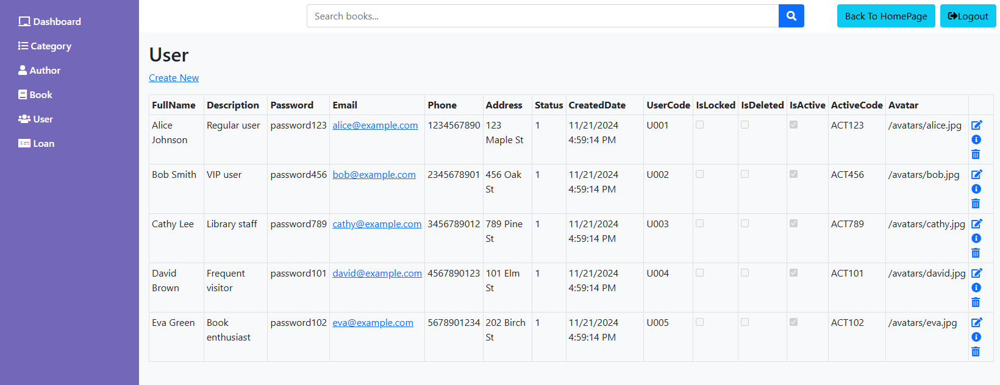 Dashboard
Category
Author
Book
User
Loan
Search books...
Back To HomePage
Logout
User
Create New
FullName Description Password Email Phone Address Status CreatedDate UserCode IsLocked IsDeleted IsActive ActiveCode Avatar
Alice Regular user password123 alice@example.com 1234567890 123 1 11/21/2024 U001 ACT123 /avatars/alice.jpg
Johnson Maple St 4:59:14 PM
Bob Smith VIP user password456 bob@example.com 2345678901 456 Oak 1 11/21/2024 U002 ACT456 /avatars/bob.jpg
St 4:59:14 PM
Cathy Lee Library staff password789 cathy@example.com 3456789012 789 Pine 1 11/21/2024 U003 ACT789 /avatars/cathy.jpg
St 4:59:14 PM
David Frequent password101 david@example.com 4567890123 101 Elm 1 11/21/2024 U004 ACT101 /avatars/david.jpg
Brown visitor St 4:59:14 PM
Eva Green Book password102 eva@example.com 5678901234 202 Birch 1 11/21/2024 U005 ACT102 /avatars/eva.jpg
enthusiast St 4:59:14 PM